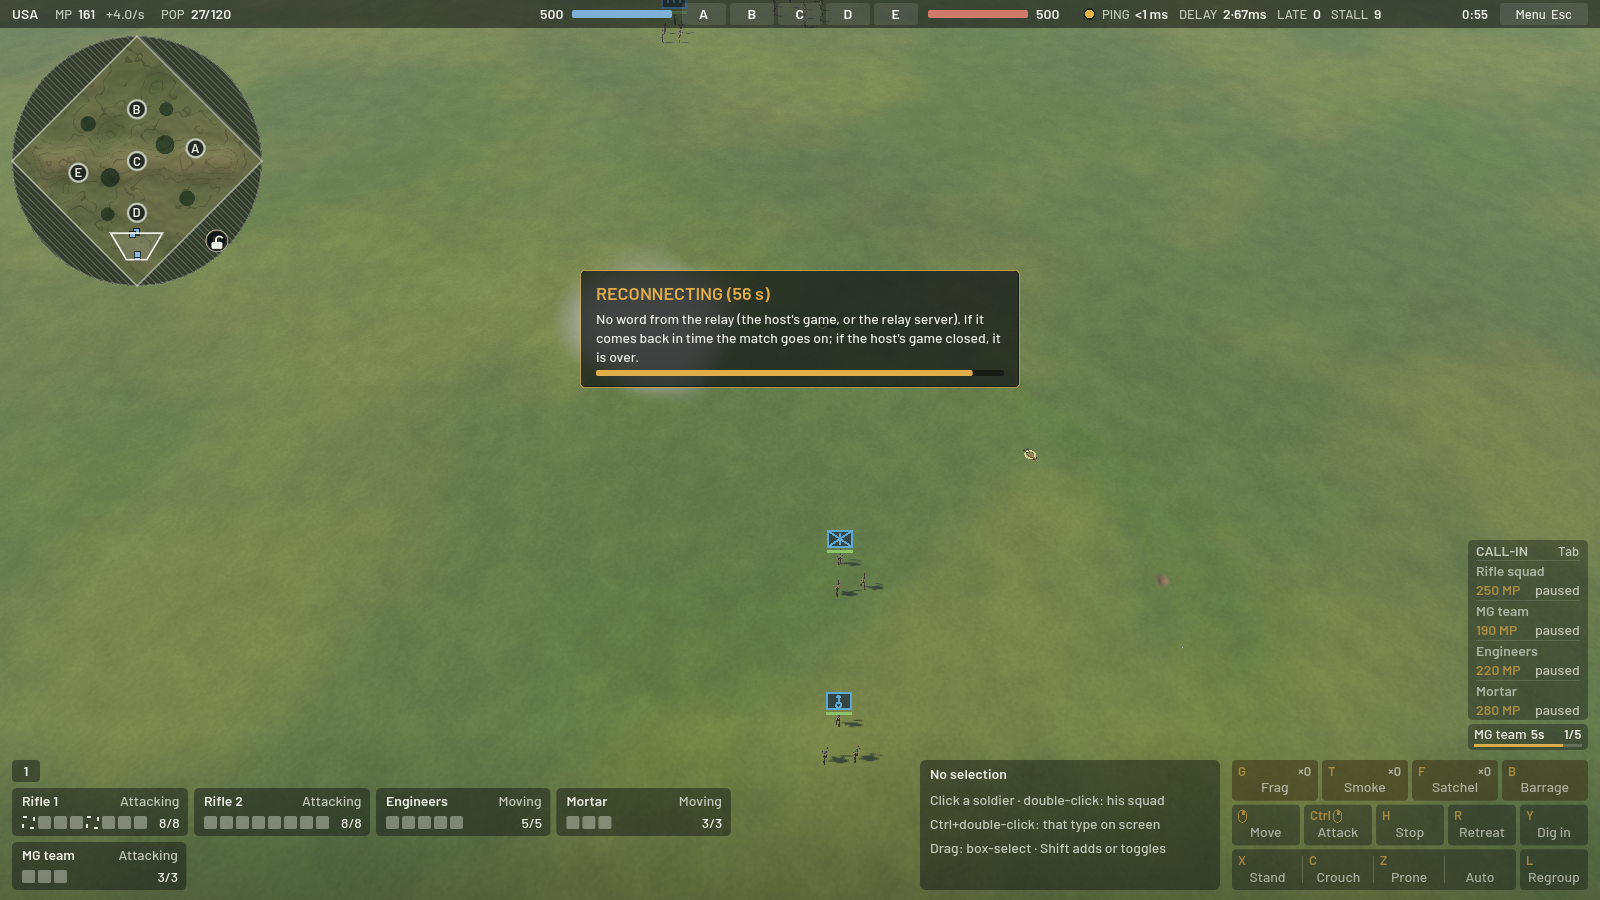 USA MP 161 +4.0/s POP 27/120 500 A B C D E 500 PING <1 ms DELAY 2·67ms LATE 0 STALL 9 0:55 Menu Esc
B
A
C
E
D
RECONNECTING (56 s)
No word from the relay (the host's game, or the relay server). If it
comes back in time the match goes on; if the host's game closed, it
is over.
CALL-IN Tab
Rifle squad
250 MP paused
MG team
190 MP paused
Engineers
220 MP paused
Mortar
280 MP paused
MG team 5s 1/5
1
Rifle 1 Attacking
8/8
Rifle 2 Attacking
8/8
Engineers Moving
5/5
Mortar Moving
3/3
MG team Attacking
3/3
No selection
Click a soldier · double-click: his squad
Ctrl+double-click: that type on screen
Drag: box-select · Shift adds or toggles
G ×0 T ×0 F ×0 B
Frag Smoke Satchel Barrage
Ctrl H R Y
Move Attack Stop Retreat Dig in
X C Z L
Stand Crouch Prone Auto Regroup